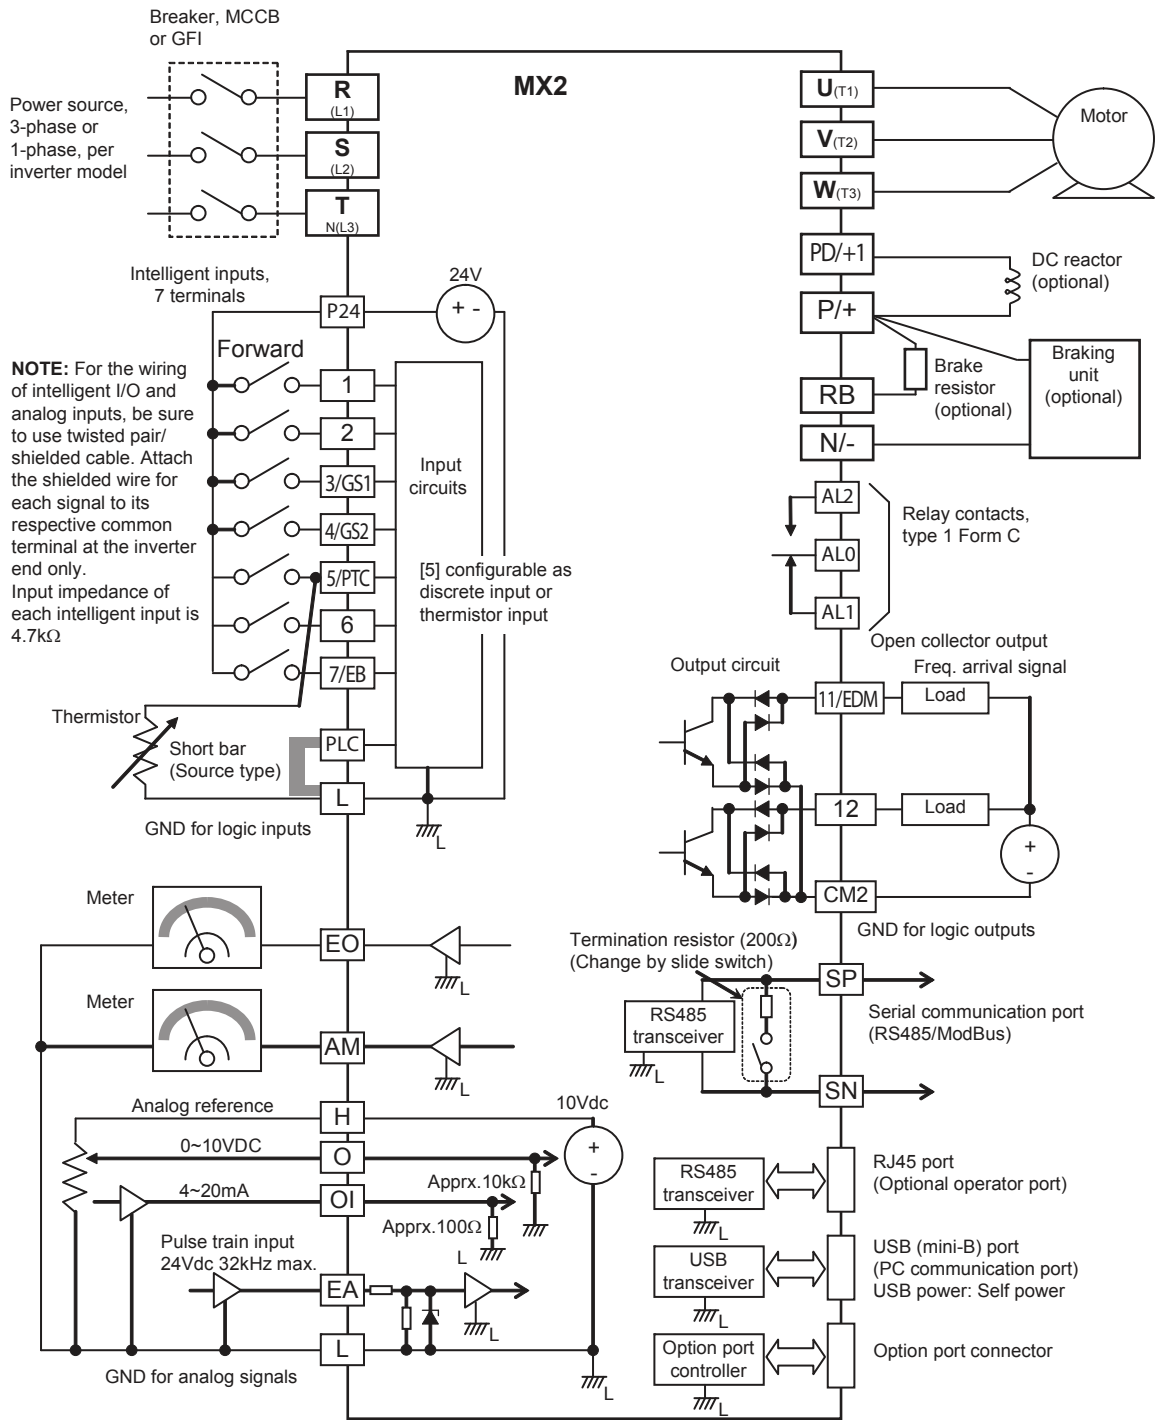 Breaker, MCCB
or GFI
MX2
Power source,
3-phase or
1-phase, per
inverter model
R
(L1)
S
(L2)
T
N(L3)
U(T1)
V(T2)
W(T3)
Motor
PD/+1
P/+
RB
N/-
DC reactor
(optional)
Brake
resistor
(optional)
Braking
unit
(optional)
Intelligent inputs,
7 terminals
24V
+ -
P24
Forward
NOTE: For the wiring
of intelligent I/O and
analog inputs, be sure
to use twisted pair/
shielded cable. Attach
the shielded wire for
each signal to its
respective common
terminal at the inverter
end only.
Input impedance of
each intelligent input is
4.7kΩ
1
2
3/GS1
4/GS2
5/PTC
6
7/EB
PLC
L
Input
circuits
[5] configurable as
discrete input or
thermistor input
Thermistor
Short bar
(Source type)
GND for logic inputs
L
AL2
AL0
AL1
Relay contacts,
type 1 Form C
Open collector output
Output circuit
Freq. arrival signal
11/EDM
Load
12
Load
+
-
CM2
GND for logic outputs
Meter
EO
L
Meter
AM
L
Termination resistor (200Ω)
(Change by slide switch)
RS485
transceiver
L
SP
SN
Serial communication port
(RS485/ModBus)
Analog reference
H
10Vdc
+
-
0~10VDC
O
Apprx.10kΩ
4~20mA
OI
Apprx.100Ω
L
Pulse train input
24Vdc 32kHz max.
EA
L
L
GND for analog signals
L
RS485
transceiver
L
RJ45 port
(Optional operator port)
USB
transceiver
L
USB (mini-B) port
(PC communication port)
USB power: Self power
Option port
controller
L
Option port connector